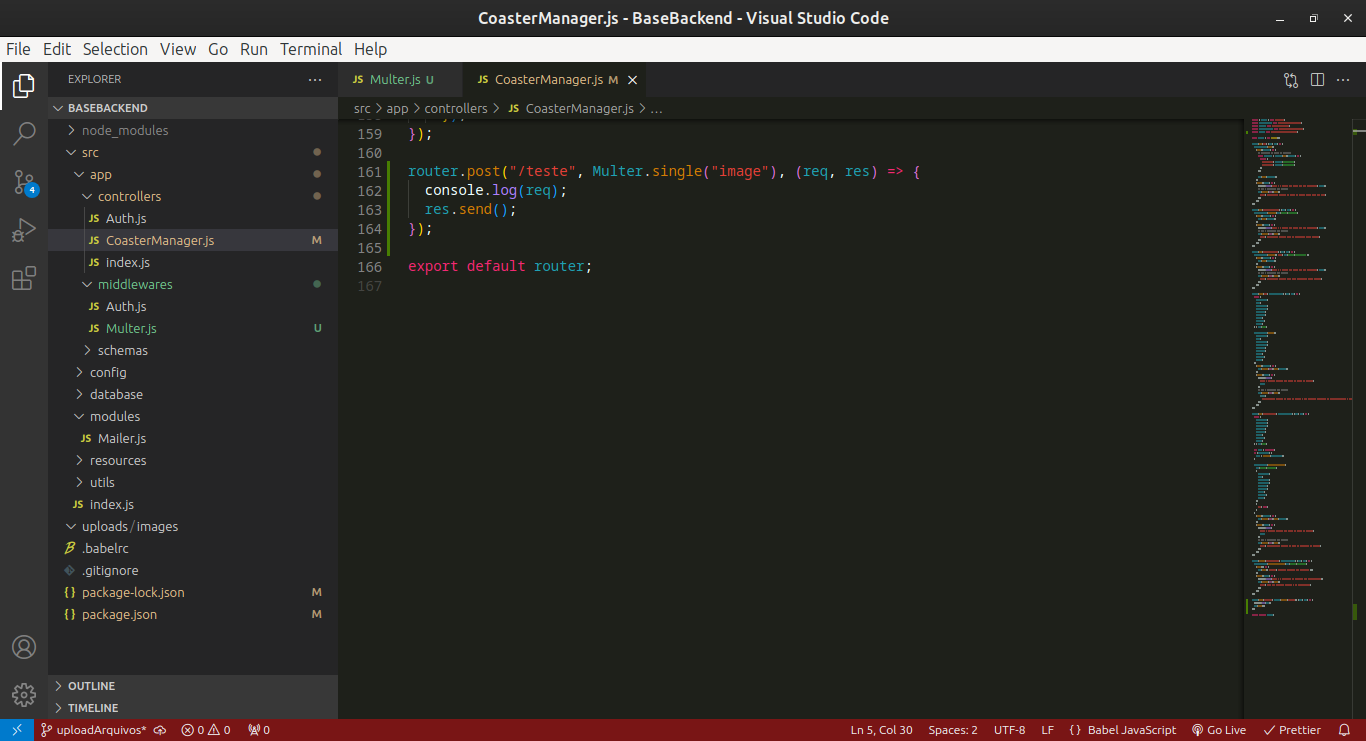 CoasterManager.js - BaseBackend - Visual Studio Code
File Edit Selection View Go Run Terminal Help
EXPLORER
BASEBACKEND
node_modules
src
app
controllers
JS Auth.js
JS CoasterManager.js M
JS index.js
middlewares
JS Auth.js
JS Multer.js U
schemas
config
database
modules
JS Mailer.js
resources
utils
JS index.js
uploads/images
.babelrc
.gitignore
{} package-lock.json M
{} package.json M
OUTLINE
TIMELINE
4
JS Multer.js U
JS CoasterManager.js M
src > app > controllers > JS CoasterManager.js > ...
159 });
160
161 router.post("/teste", Multer.single("image"), (req, res) => {
162 console.log(req);
163 res.send();
164 });
165
166 export default router;
167
uploadArquivos* 0 0 0 Ln 5, Col 30 Spaces: 2 UTF-8 LF {} Babel JavaScript Go Live Prettier